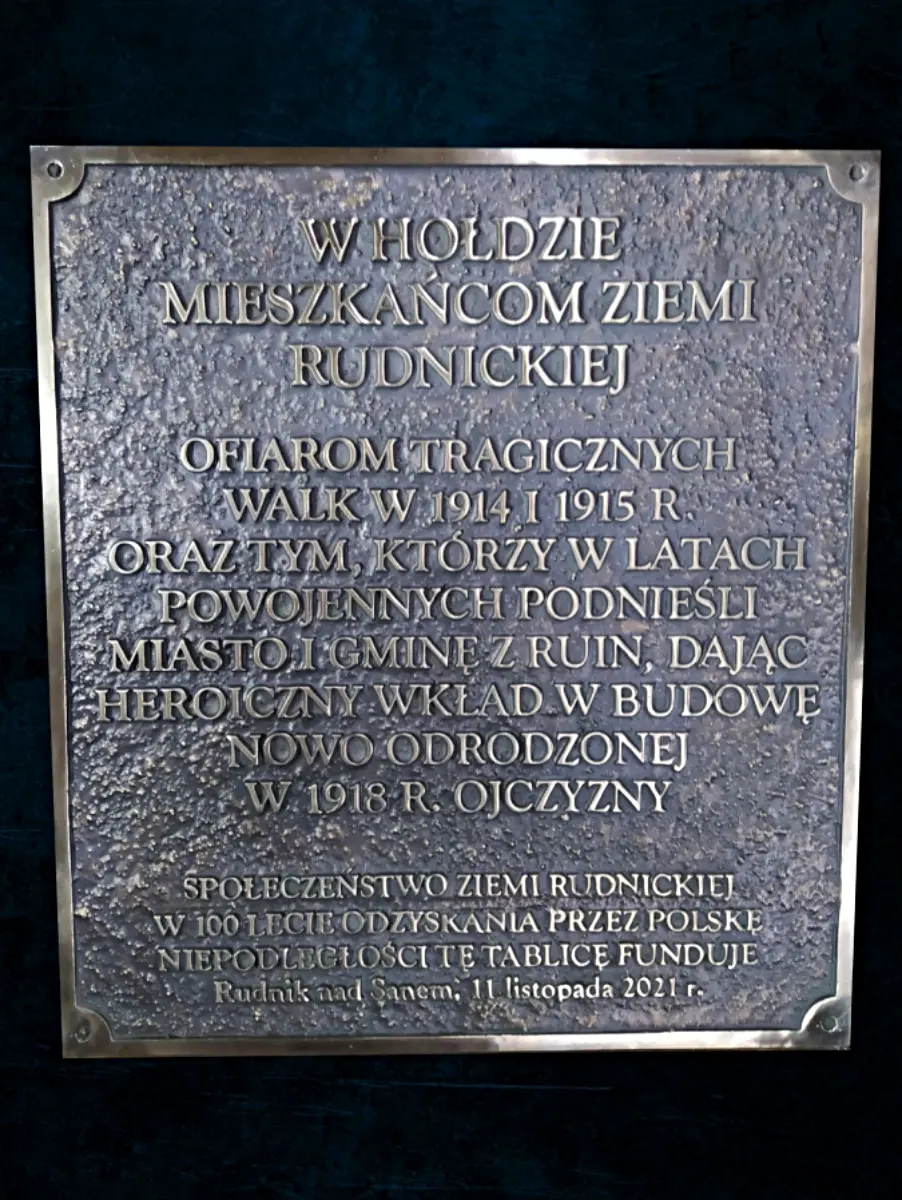 W HOŁDZIE
MIESZKAŃCOM ZIEMI
RUDNICKIEJ
OFIAROM TRAGICZNYCH
WALK W 1914 I 1915 R.
ORAZ TYM, KTÓRZY W LATACH
POWOJENNYCH PODNIEŚLI
MIASTO I GMINĘ Z RUIN, DAJĄC
HEROICZNY WKŁAD W BUDOWĘ
NOWO ODRODZONEJ
W 1918 R. OJCZYZNY
SPOŁECZEŃSTWO ZIEMI RUDNICKIEJ
W 100 LECIE ODZYSKANIA PRZEZ POLSKĘ
NIEPODLEGŁOŚCI TĘ TABLICĘ FUNDUJE
Rudnik nad Sanem, 11 listopada 2021 r.